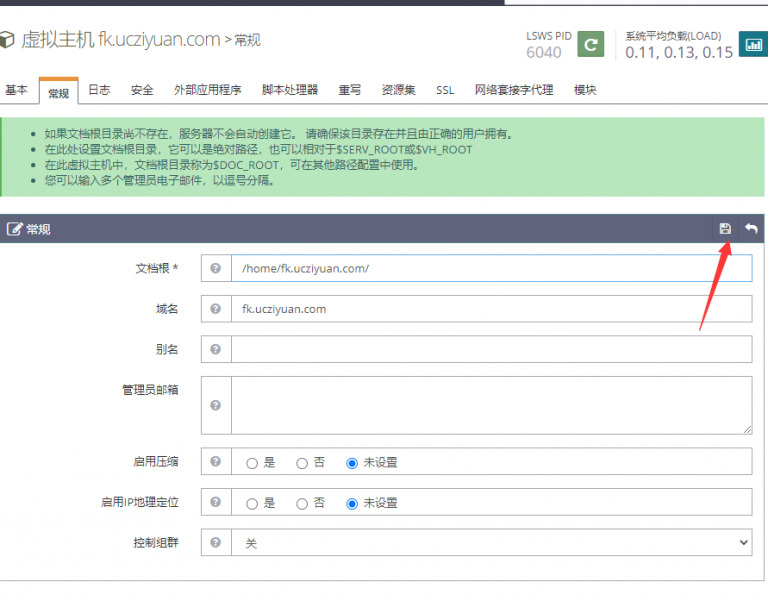 虚拟主机 fk.ucziyuan.com > 常规
LSWS PID
6040
系统平均负载(LOAD)
0.11, 0.13, 0.15
基本 常规 日志 安全 外部应用程序 脚本处理器 重写 资源集 SSL 网络套接字代理 模块
如果文档根目录尚不存在，服务器不会自动创建它。 请确保该目录存在并且由正确的用户拥有。
在此处设置文档根目录，它可以是绝对路径，也可以相对于$SERV_ROOT或$VH_ROOT
在此虚拟主机中，文档根目录称为$DOC_ROOT，可在其他路径配置中使用。
您可以输入多个管理员电子邮件，以逗号分隔。
常规
文档根 * /home/fk.ucziyuan.com/
域名 fk.ucziyuan.com
别名
管理员邮箱
启用压缩 是 否 未设置
启用IP地理定位 是 否 未设置
控制组群 关